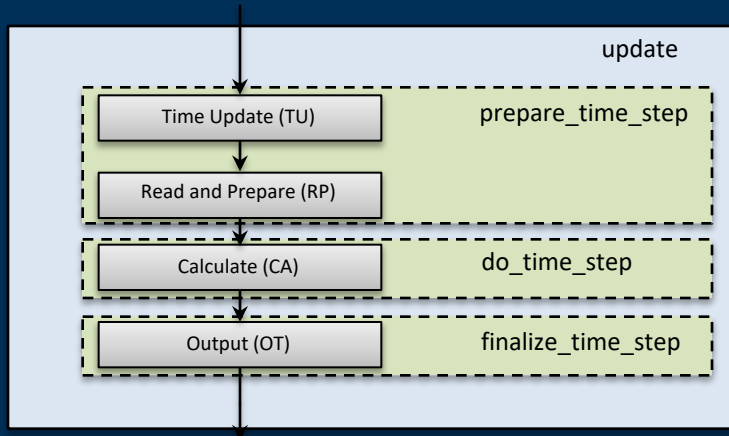 update
Time Update (TU)
prepare_time_step
Read and Prepare (RP)
Calculate (CA)
do_time_step
Output (OT)
finalize_time_step